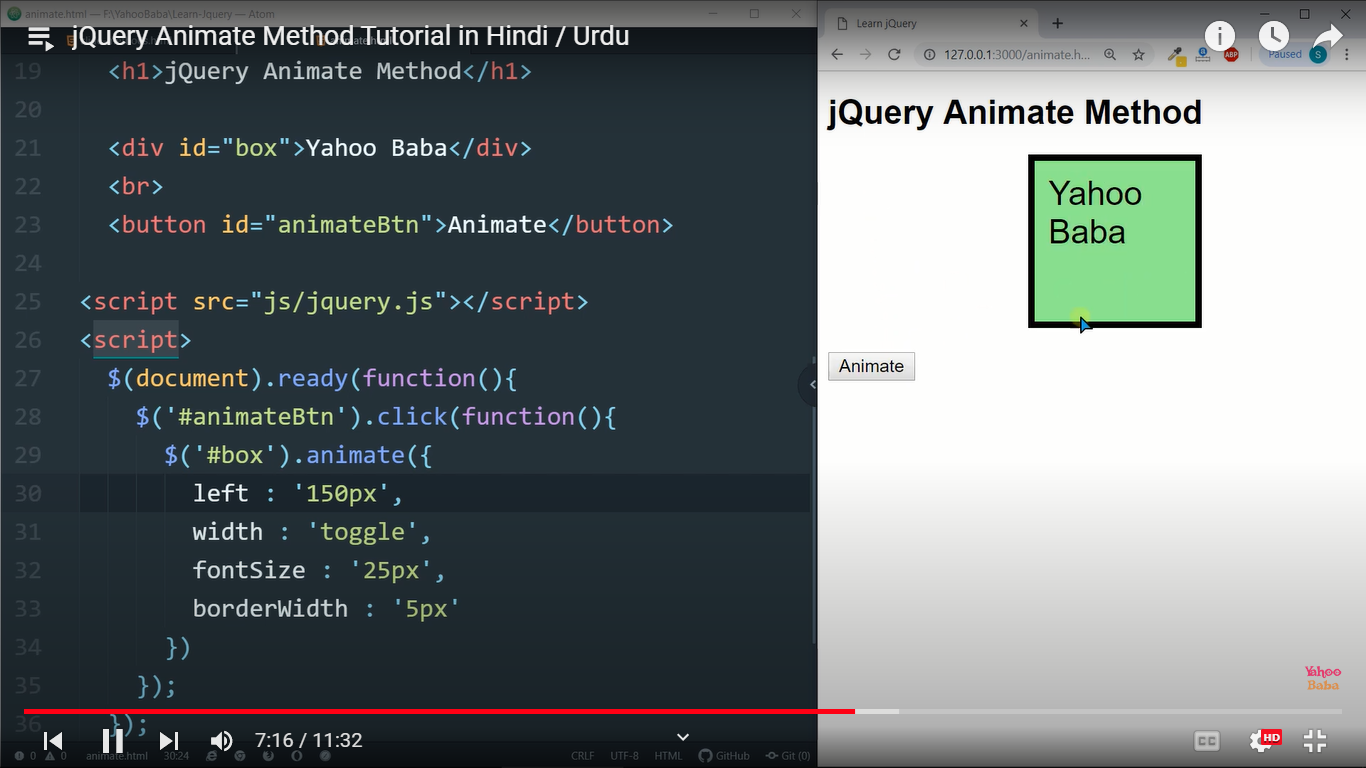 animate.html — F:\YahooBaba\Learn-Jquery — Atom
jQuery Animate Method Tutorial in Hindi / Urdu
19 <h1>jQuery Animate Method</h1>
20
21 <div id="box">Yahoo Baba</div>
22 <br>
23 <button id="animateBtn">Animate</button>
24
25 <script src="js/jquery.js"></script>
26 <script>
27 $(document).ready(function(){
28 $('#animateBtn').click(function(){
29 $('#box').animate({
30 left : '150px',
31 width : 'toggle',
32 fontSize : '25px',
33 borderWidth : '5px'
34 })
35 });
36 });
0 0 animate.html 30:24
CRLF UTF-8 HTML GitHub Git (0)
7:16 / 11:32
Learn jQuery
127.0.0.1:3000/animate.h...
ABP
Paused S
jQuery Animate Method
Yahoo
Baba
Animate
Yahoo
Baba
CC
HD